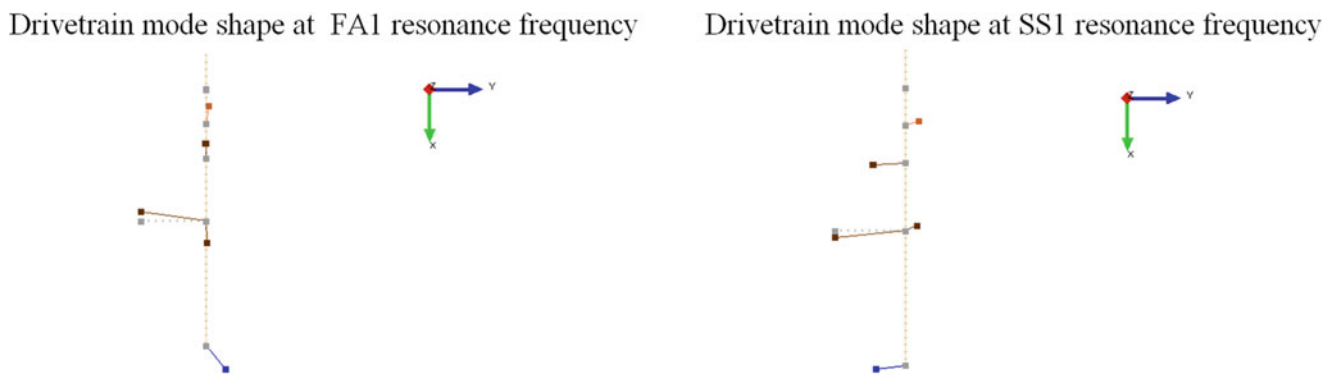 Drivetrain mode shape at FA1 resonance frequency
Drivetrain mode shape at SS1 resonance frequency
Z
Y
X
Z
Y
X